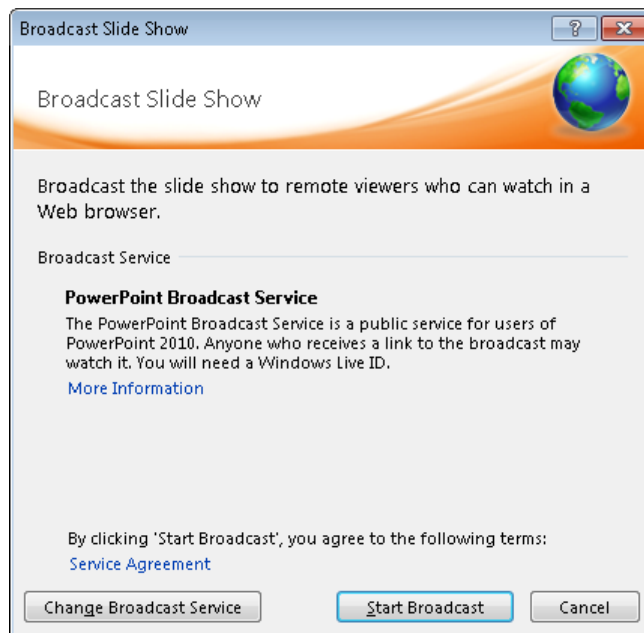 Broadcast Slide Show
Broadcast Slide Show
Broadcast the slide show to remote viewers who can watch in a
Web browser.
Broadcast Service
PowerPoint Broadcast Service
The PowerPoint Broadcast Service is a public service for users of
PowerPoint 2010. Anyone who receives a link to the broadcast may
watch it. You will need a Windows Live ID.
More Information
By clicking 'Start Broadcast', you agree to the following terms:
Service Agreement
Change Broadcast Service Start Broadcast Cancel